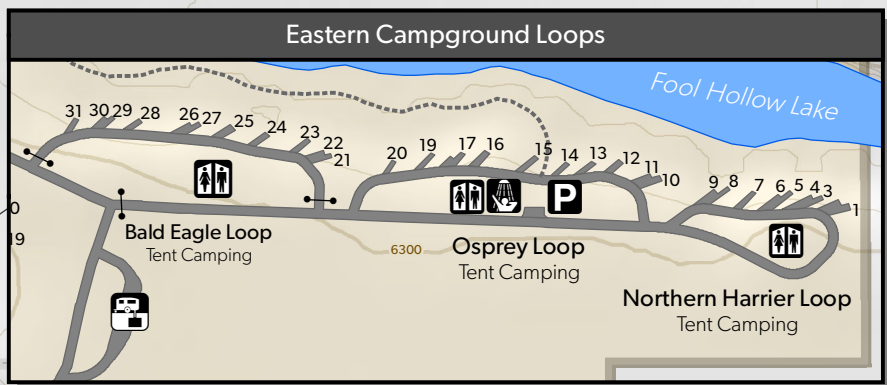 Eastern Campground Loops
Fool Hollow Lake
31 30 29 28 26 27 25 24 23 22 21
20 19 17 16 15 14 13 12 11 10
9 8 7 6 5 4 3 1
P
0
19
Bald Eagle Loop
Tent Camping
6300
Osprey Loop
Tent Camping
Northern Harrier Loop
Tent Camping